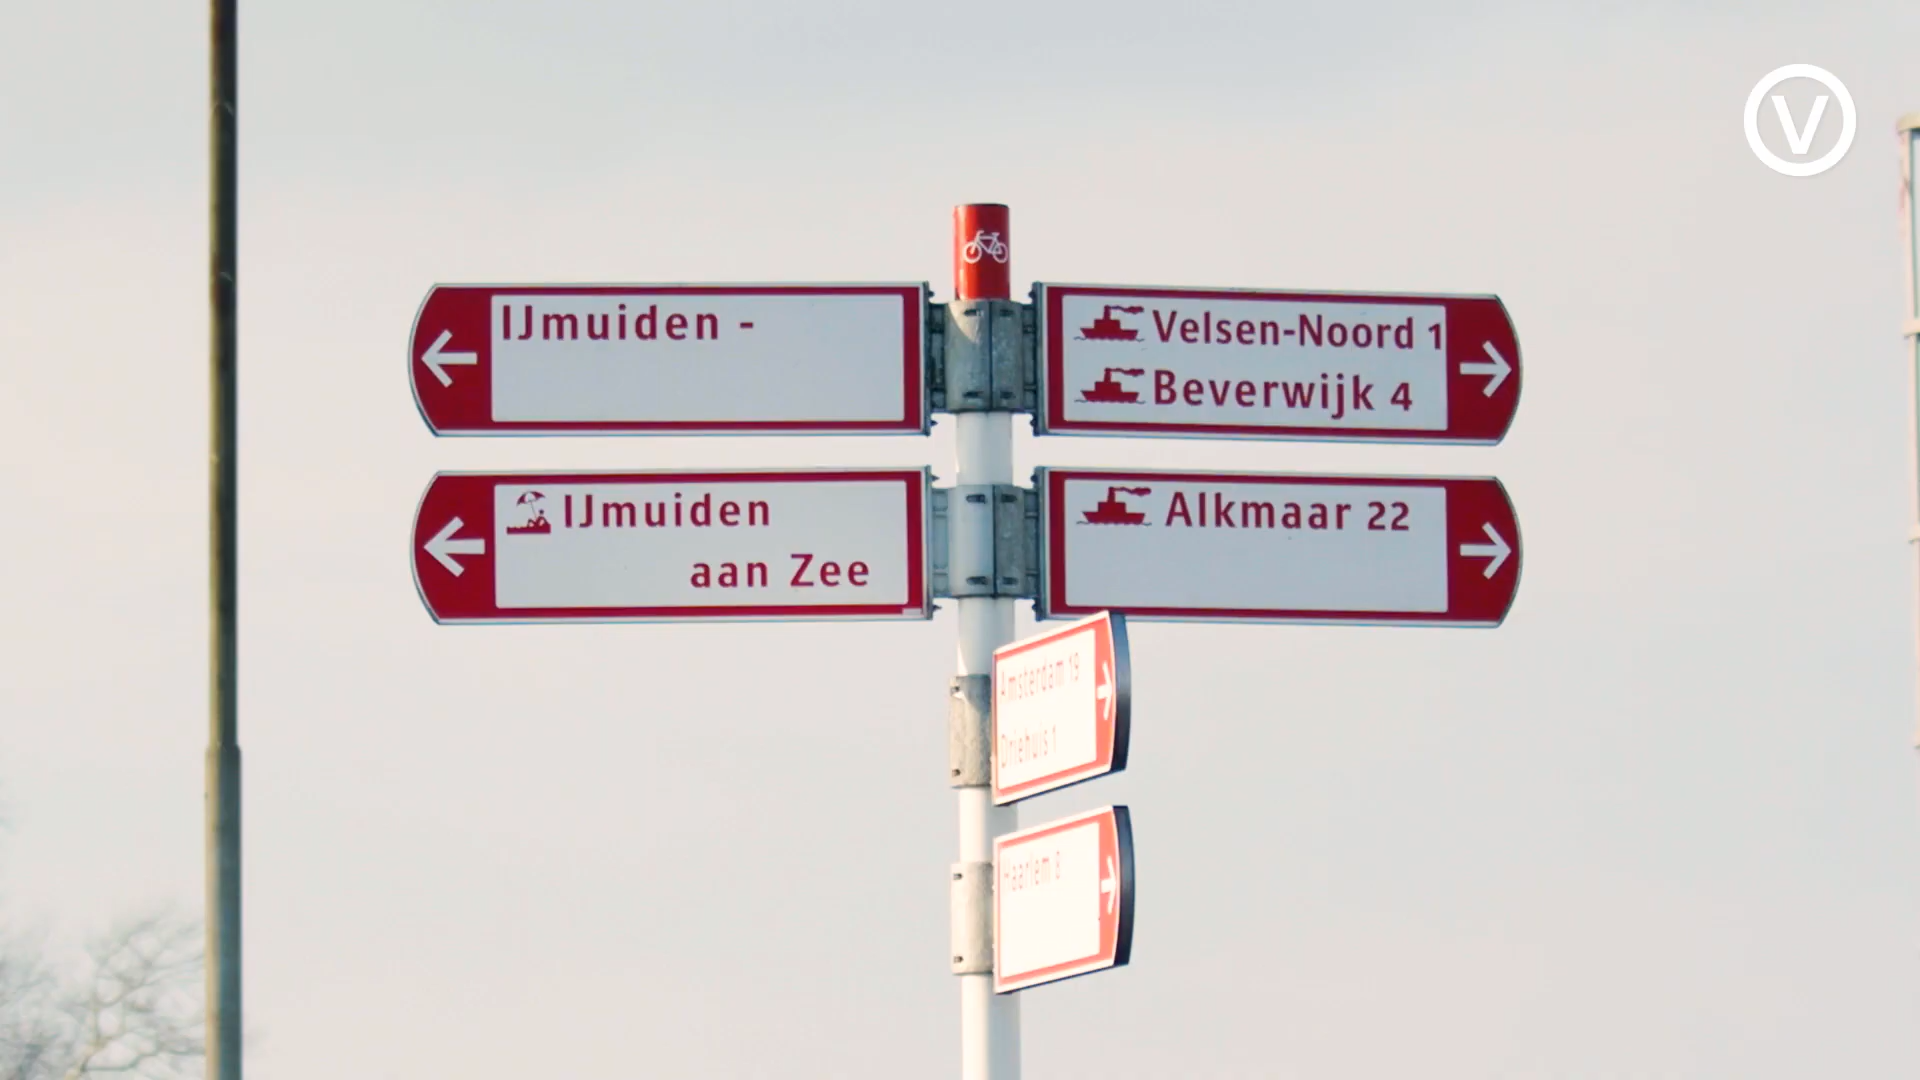 IJmuiden -
IJmuiden
aan Zee
Velsen-Noord 1
Beverwijk 4
Alkmaar 22
Amsterdam 19
Driehuis 1
Haarlem 8
V